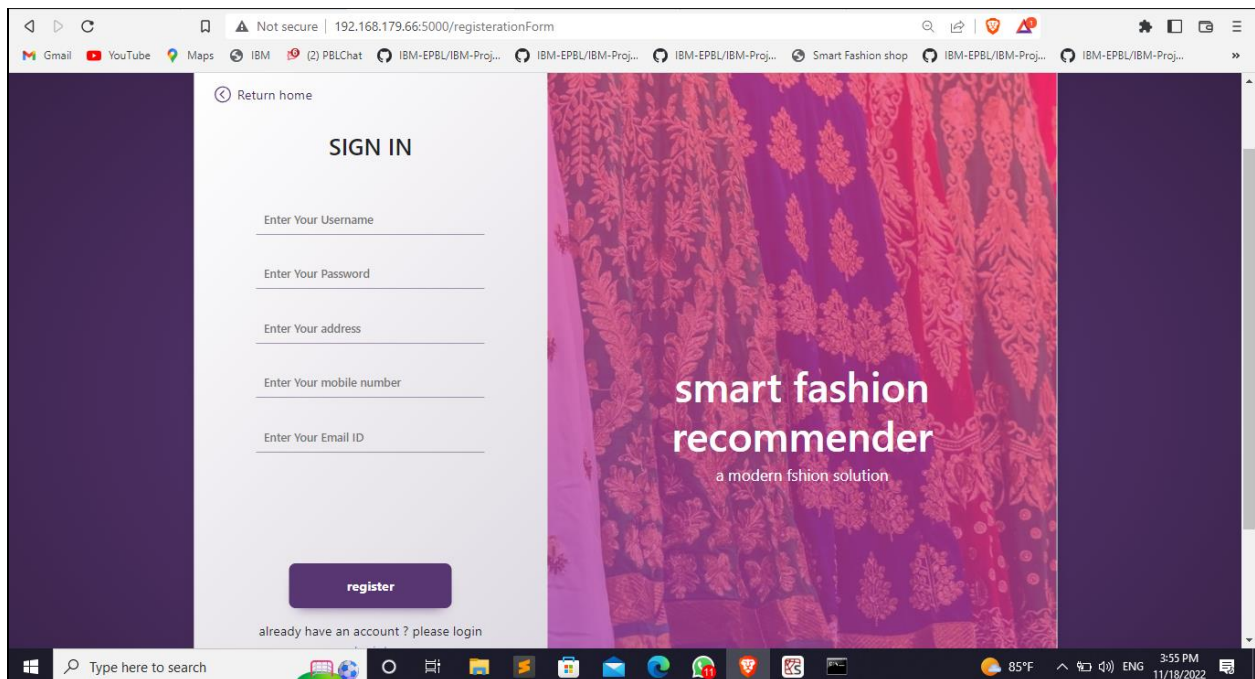 Not secure | 192.168.179.66:5000/registerationForm
Gmail YouTube Maps IBM (2) PBLChat IBM-EPBL/IBM-Proj... IBM-EPBL/IBM-Proj... IBM-EPBL/IBM-Proj... Smart Fashion shop IBM-EPBL/IBM-Proj... IBM-EPBL/IBM-Proj... »
Return home
SIGN IN
Enter Your Username
Enter Your Password
Enter Your address
Enter Your mobile number
Enter Your Email ID
register
already have an account ? please login
smart fashion
recommender
a modern fshion solution
Type here to search
11
85°F
ENG
3:55 PM
11/18/2022